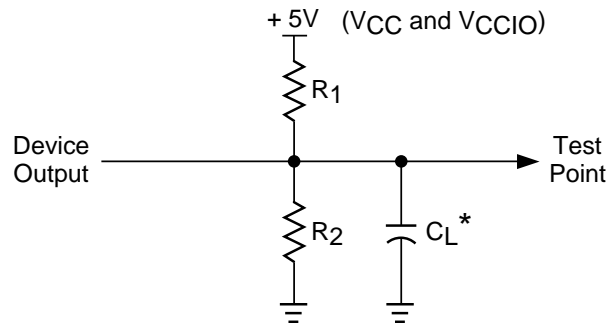 + 5V (VCC and VCCIO)
R1
Device
Output
Test
Point
R2
CL*